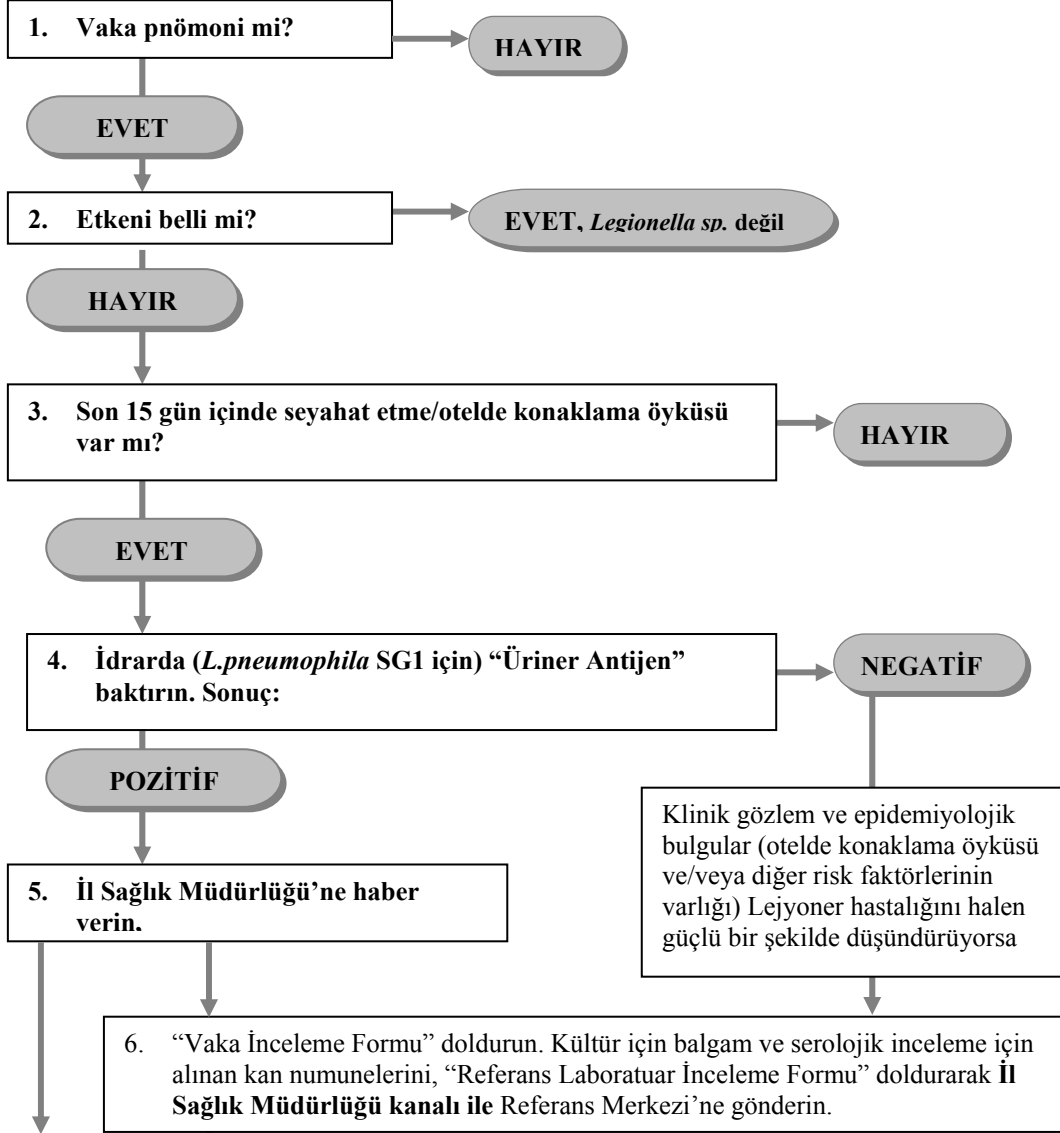 1. Vaka pnömoni mi?
HAYIR
EVET
2. Etkeni belli mi?
EVET, Legionella sp. değil
HAYIR
3. Son 15 gün içinde seyahat etme/otelde konaklama öyküsü
var mı?
HAYIR
EVET
4. İdrarda (L.pneumophila SG1 için) “Üriner Antijen”
baktırın. Sonuç:
NEGATİF
POZİTİF
Klinik gözlem ve epidemiyolojik
bulgular (otelde konaklama öyküsü
ve/veya diğer risk faktörlerinin
varlığı) Lejyoner hastalığını halen
güçlü bir şekilde düşündürüyorsa
5. İl Sağlık Müdürlüğü’ne haber
verin.
6. “Vaka İnceleme Formu” doldurun. Kültür için balgam ve serolojik inceleme için
alınan kan numunelerini, “Referans Laboratuar İnceleme Formu” doldurarak İl
Sağlık Müdürlüğü kanalı ile Referans Merkezi’ne gönderin.